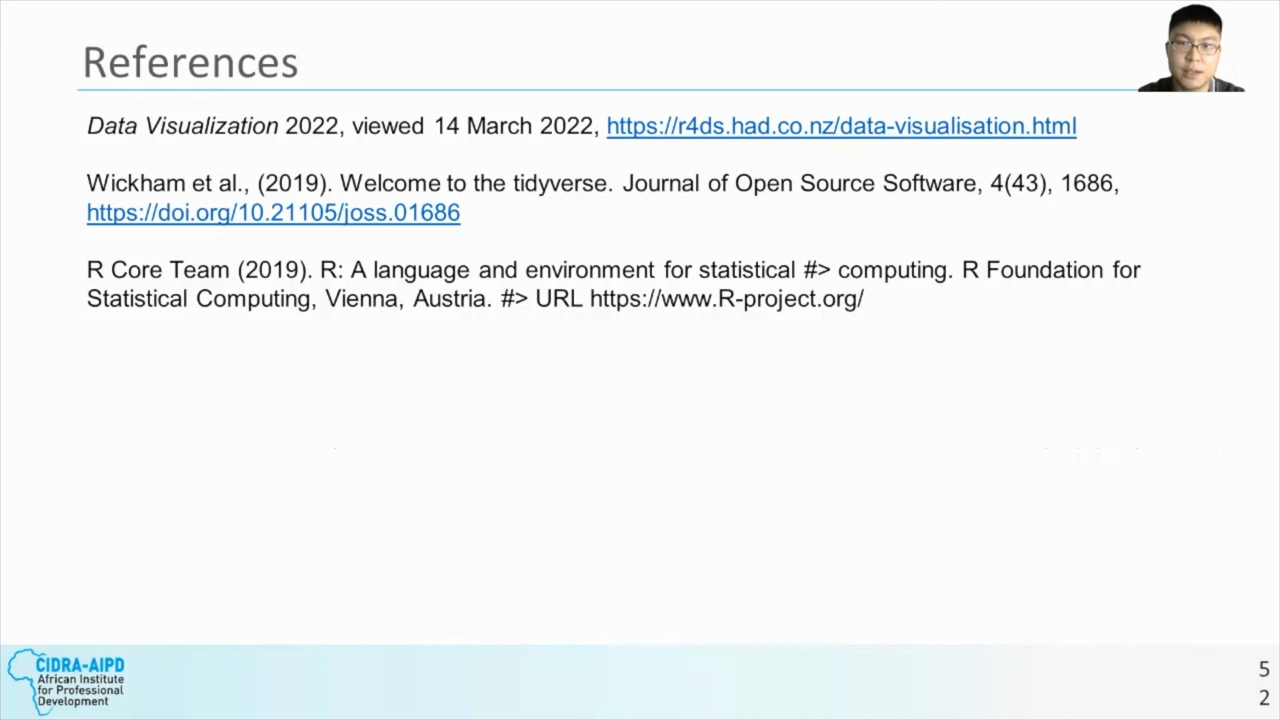 References
Data Visualization 2022, viewed 14 March 2022, https://r4ds.had.co.nz/data-visualisation.html
Wickham et al., (2019). Welcome to the tidyverse. Journal of Open Source Software, 4(43), 1686,
https://doi.org/10.21105/joss.01686
R Core Team (2019). R: A language and environment for statistical #> computing. R Foundation for
Statistical Computing, Vienna, Austria. #> URL https://www.R-project.org/
CIDRA-AIPD
African Institute
for Professional
Development
5
2